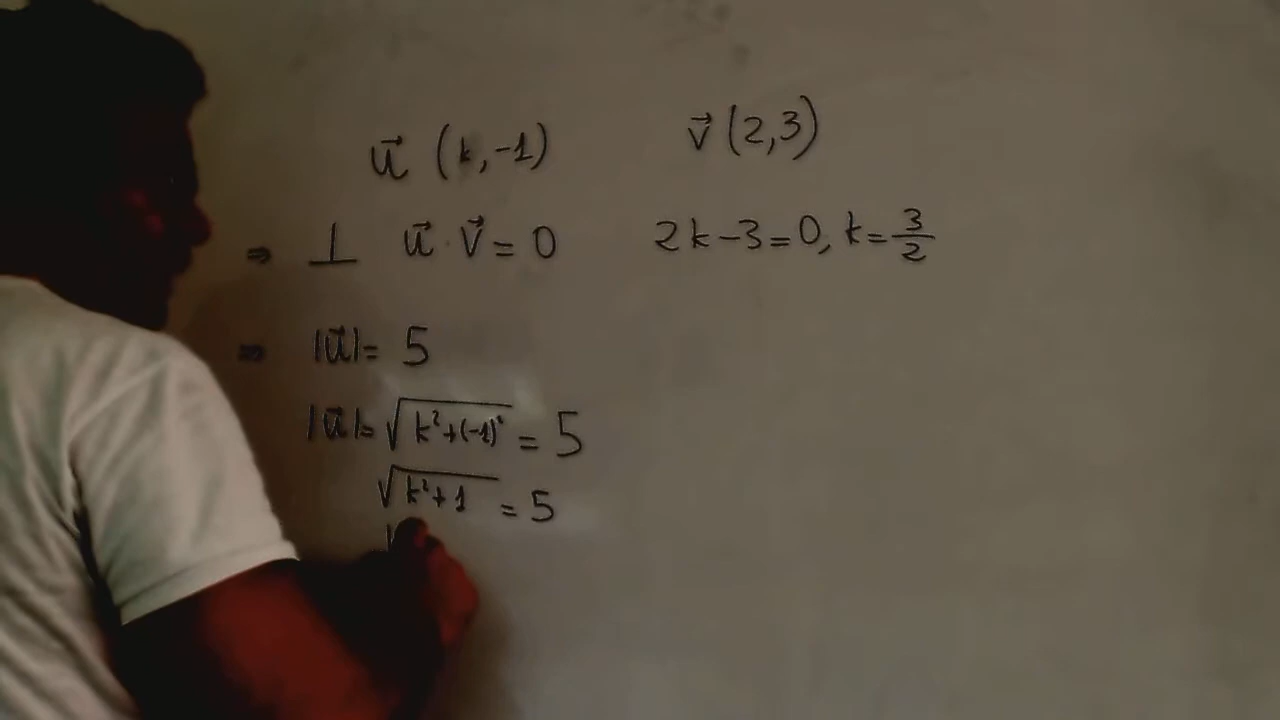 u⃗ (k,-1) v⃗ (2,3)
⇒ ⊥ u⃗ · v⃗ = 0 2k-3=0, k=3/2
⇒ |u⃗|= 5
|u⃗|= √(k²+(-1)²) = 5
√(k²+1) = 5